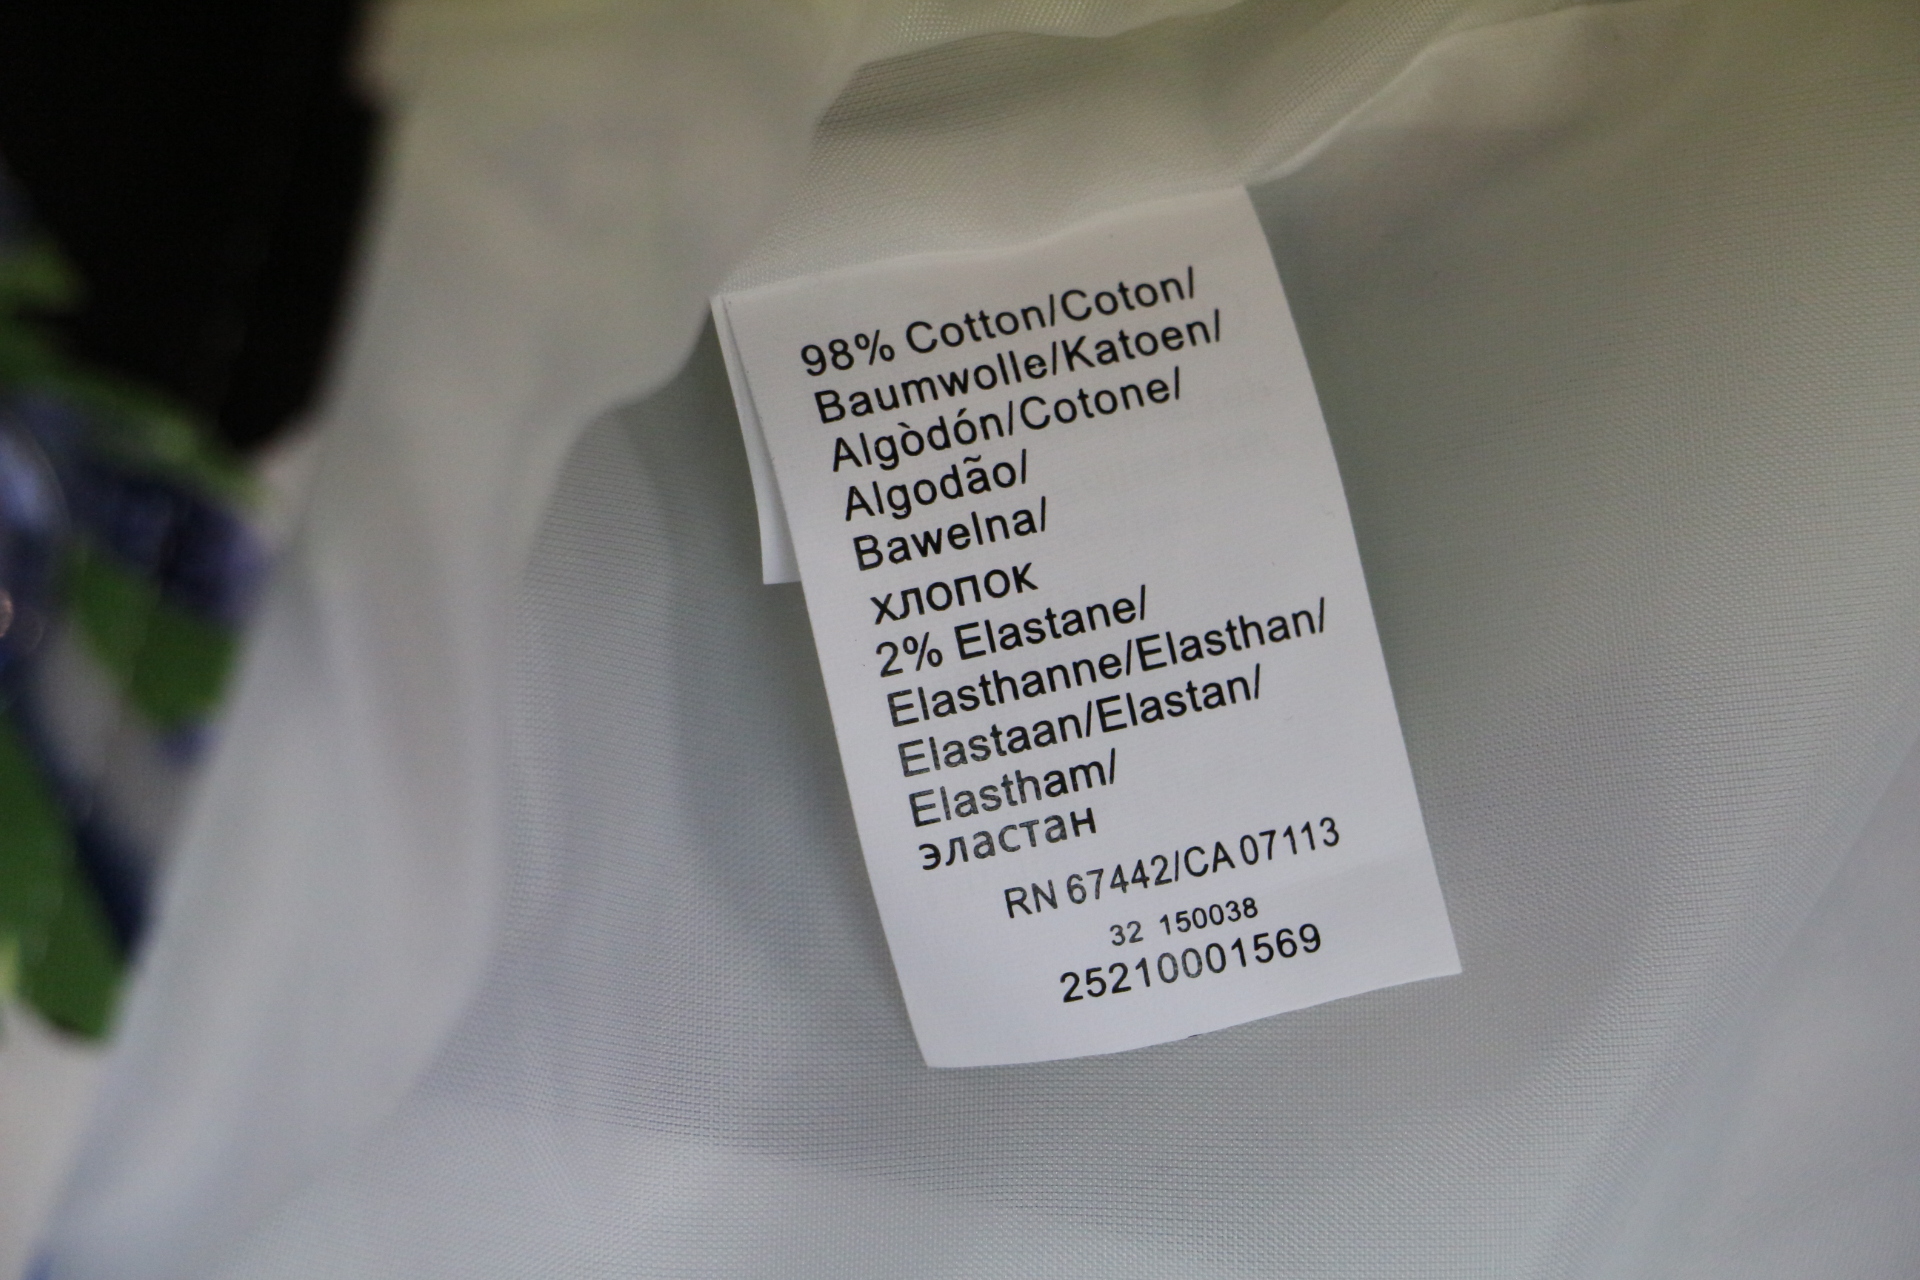 98% Cotton/Coton/
Baumwolle/Katoen/
Algòdón/Cotone/
Algodão/
Bawelna/
хлопок
2% Elastane/
Elasthanne/Elasthan/
Elastaan/Elastan/
Elastham/
эластан
RN 67442/CA 07113
32 150038
25210001569